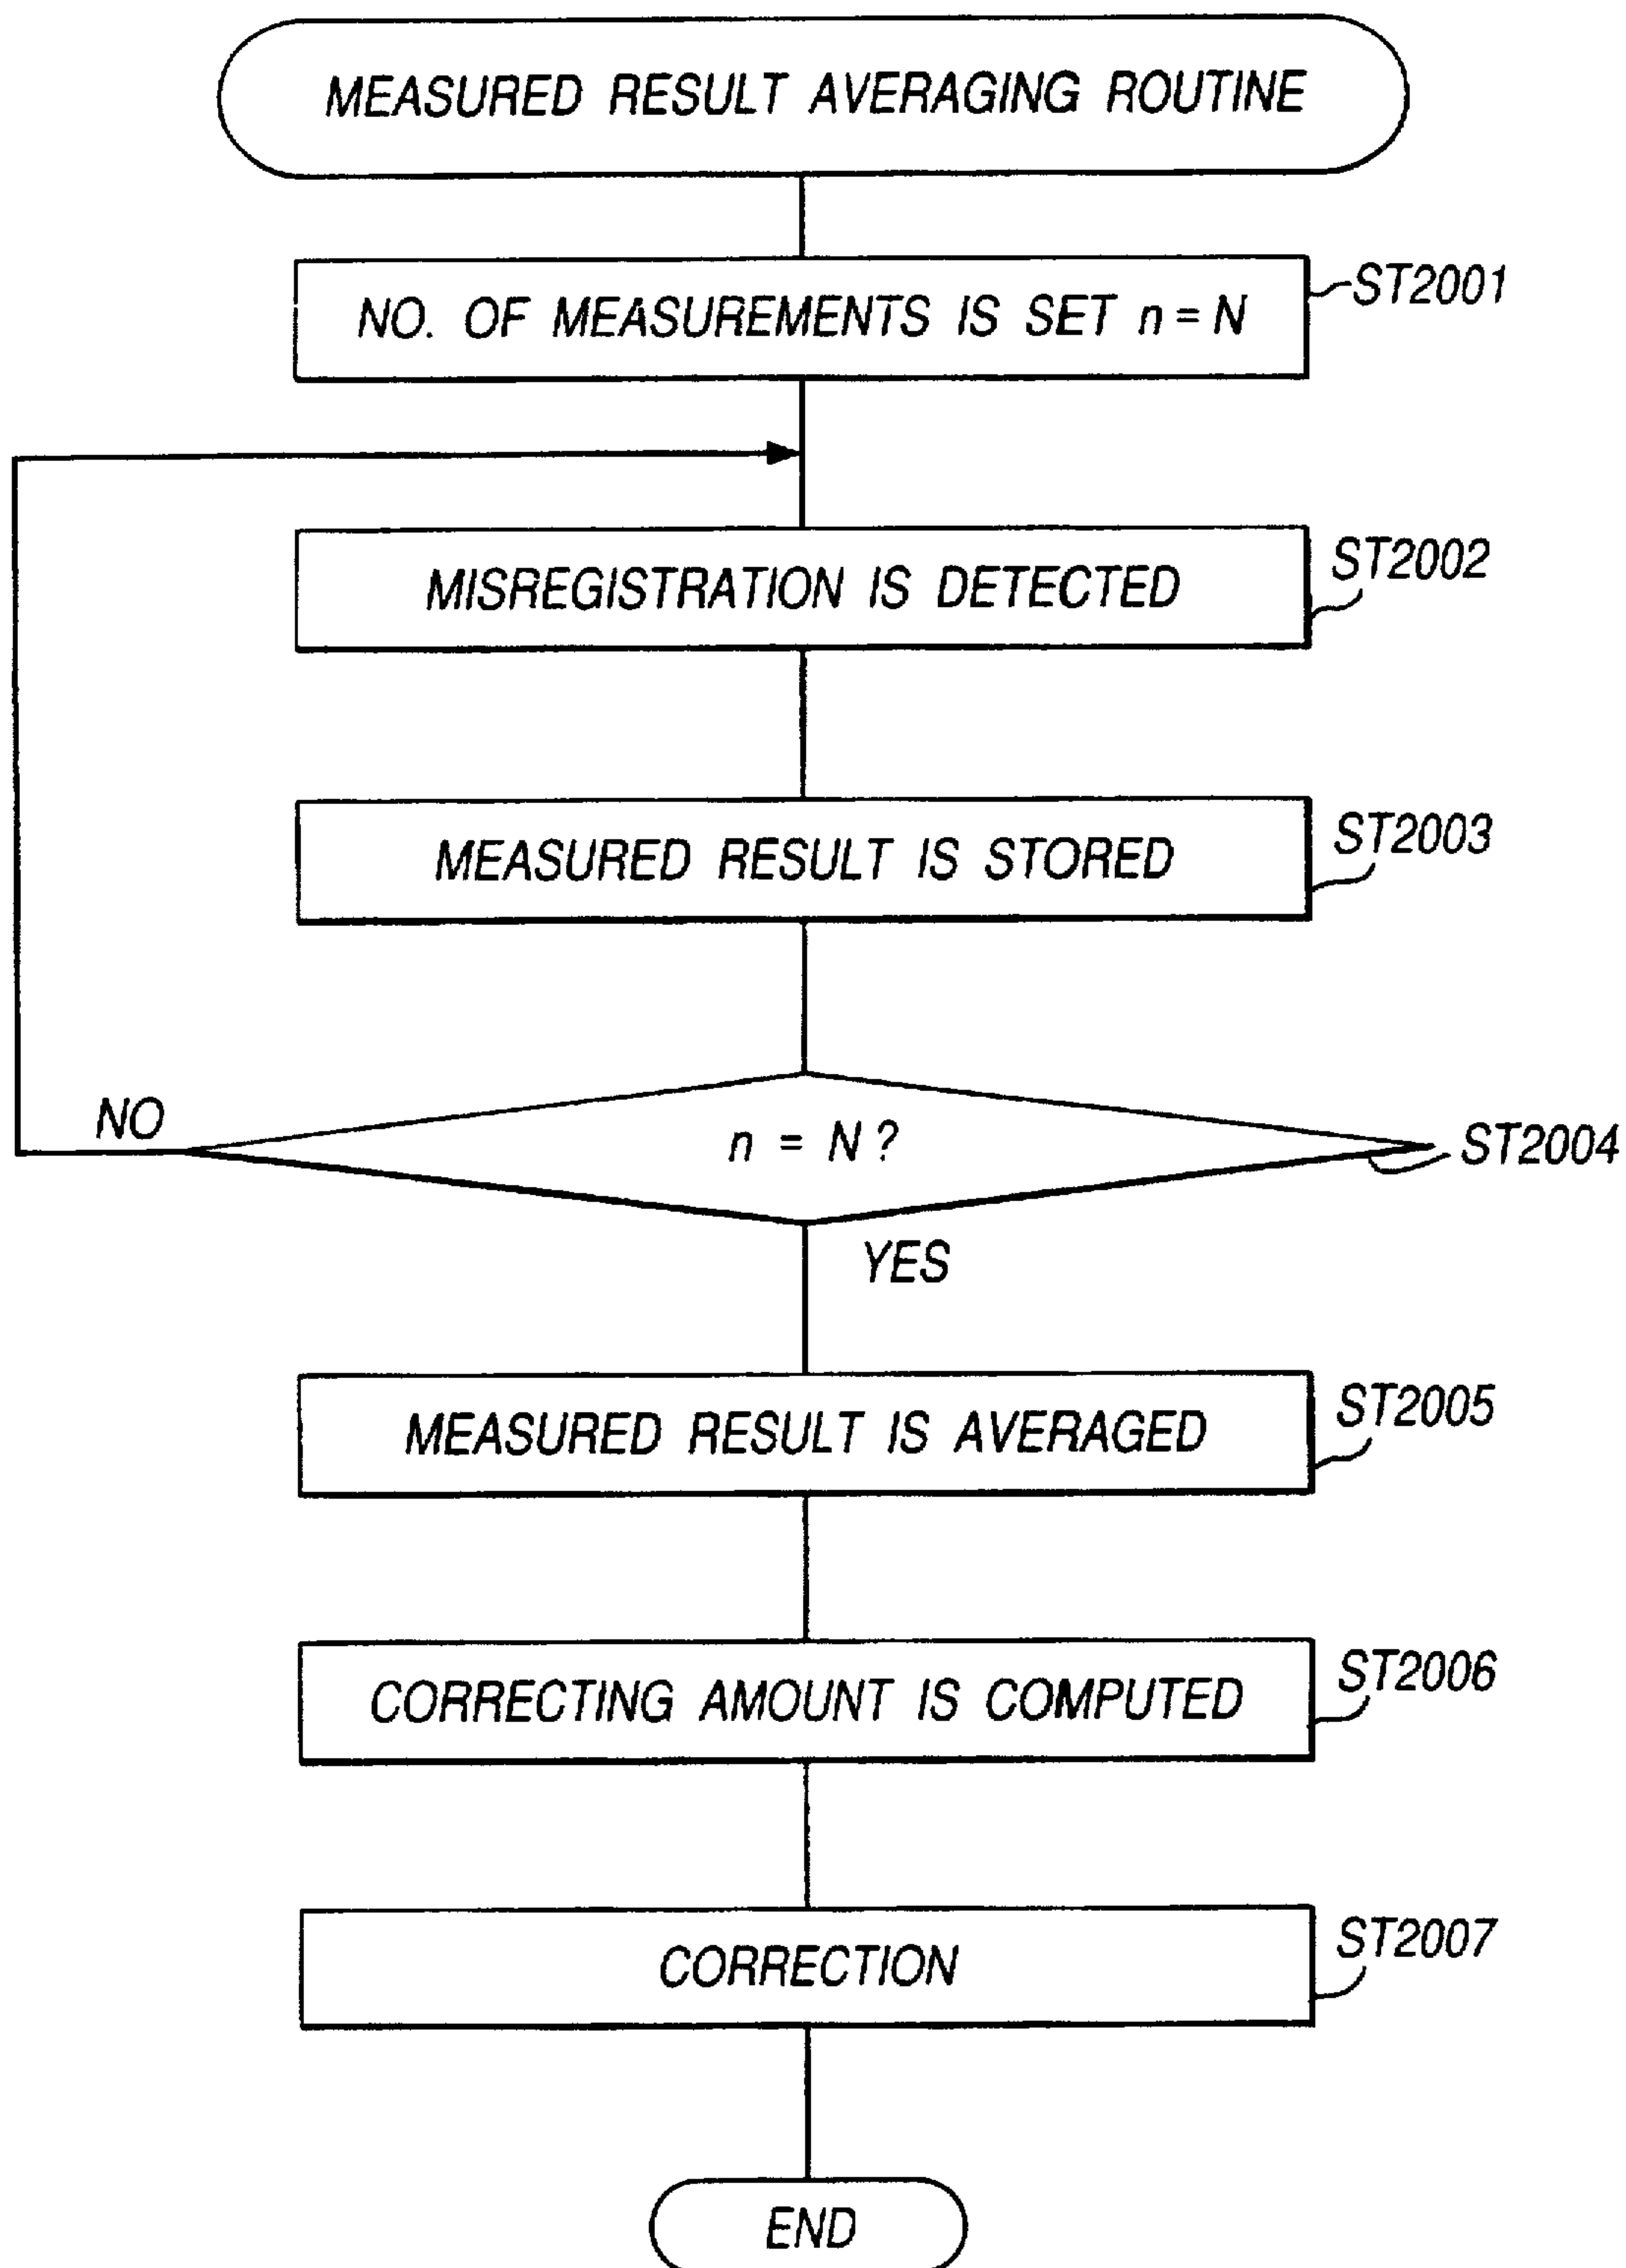 MEASURED RESULT AVERAGING ROUTINE
NO. OF MEASUREMENTS IS SET n = N
ST2001
MISREGISTRATION IS DETECTED
ST2002
MEASURED RESULT IS STORED
ST2003
NO
n = N ?
ST2004
YES
MEASURED RESULT IS AVERAGED
ST2005
CORRECTING AMOUNT IS COMPUTED
ST2006
CORRECTION
ST2007
END